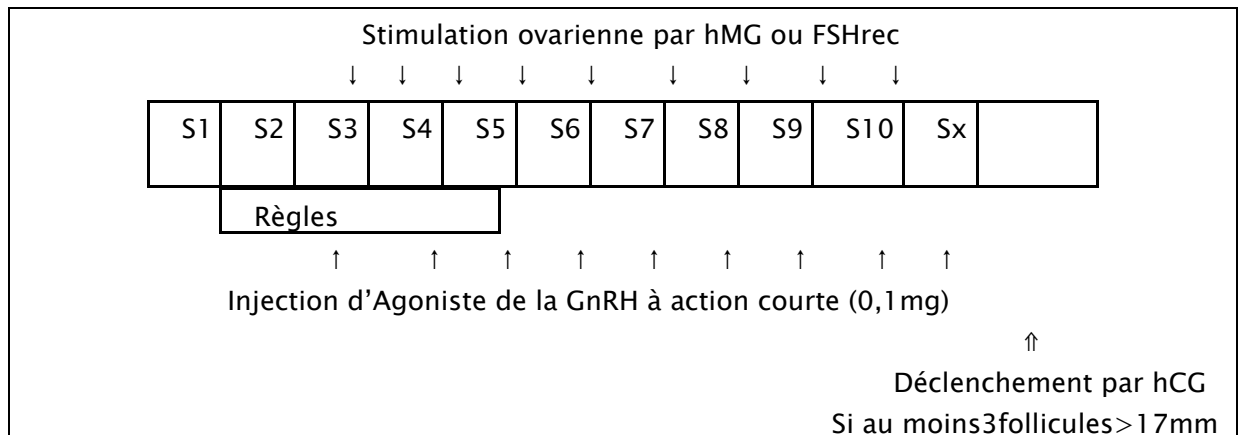 Stimulation ovarienne par hMG ou FSHrec
↓ ↓ ↓ ↓ ↓ ↓ ↓ ↓ ↓
S1 S2 S3 S4 S5 S6 S7 S8 S9 S10 Sx
Règles
↑ ↑ ↑ ↑ ↑ ↑ ↑ ↑ ↑
Injection d'Agoniste de la GnRH à action courte (0,1mg)
⇑
Déclenchement par hCG
Si au moins3follicules>17mm